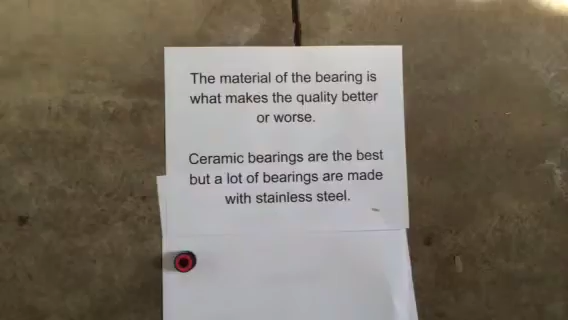 The material of the bearing is
what makes the quality better
or worse.
Ceramic bearings are the best
but a lot of bearings are made
with stainless steel.